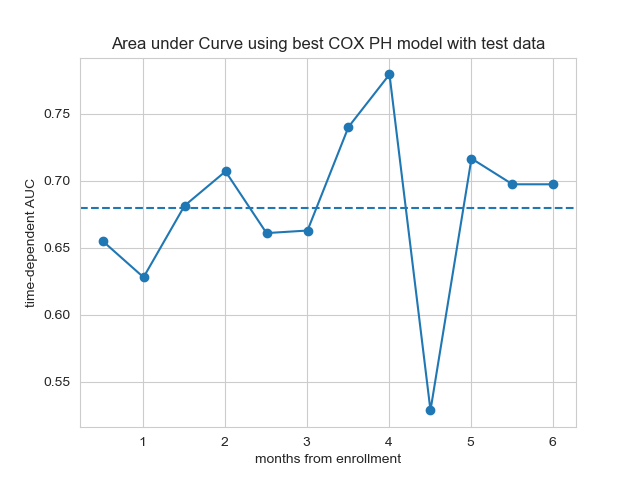 Area under Curve using best COX PH model with test data
time-dependent AUC
0.75
0.70
0.65
0.60
0.55
1 2 3 4 5 6
months from enrollment